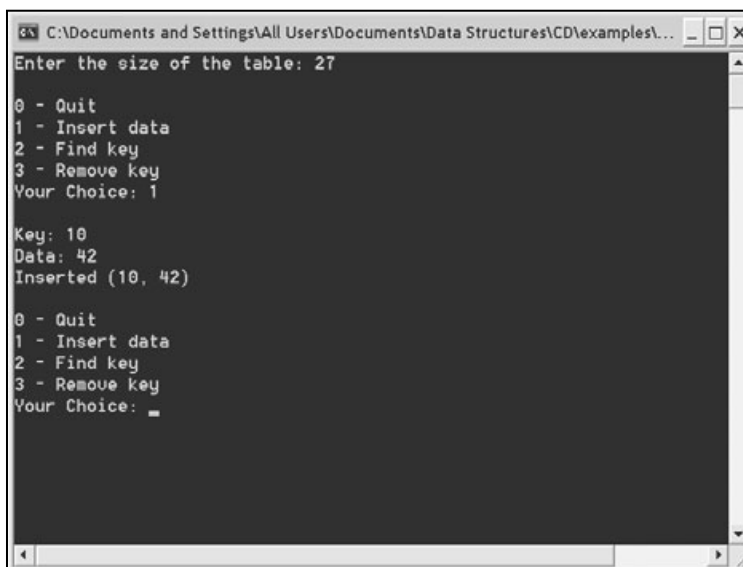 C:\Documents and Settings\All Users\Documents\Data Structures\CD\examples\...
Enter the size of the table: 27
0 - Quit
1 - Insert data
2 - Find key
3 - Remove key
Your Choice: 1
Key: 10
Data: 42
Inserted (10, 42)
0 - Quit
1 - Insert data
2 - Find key
3 - Remove key
Your Choice: _